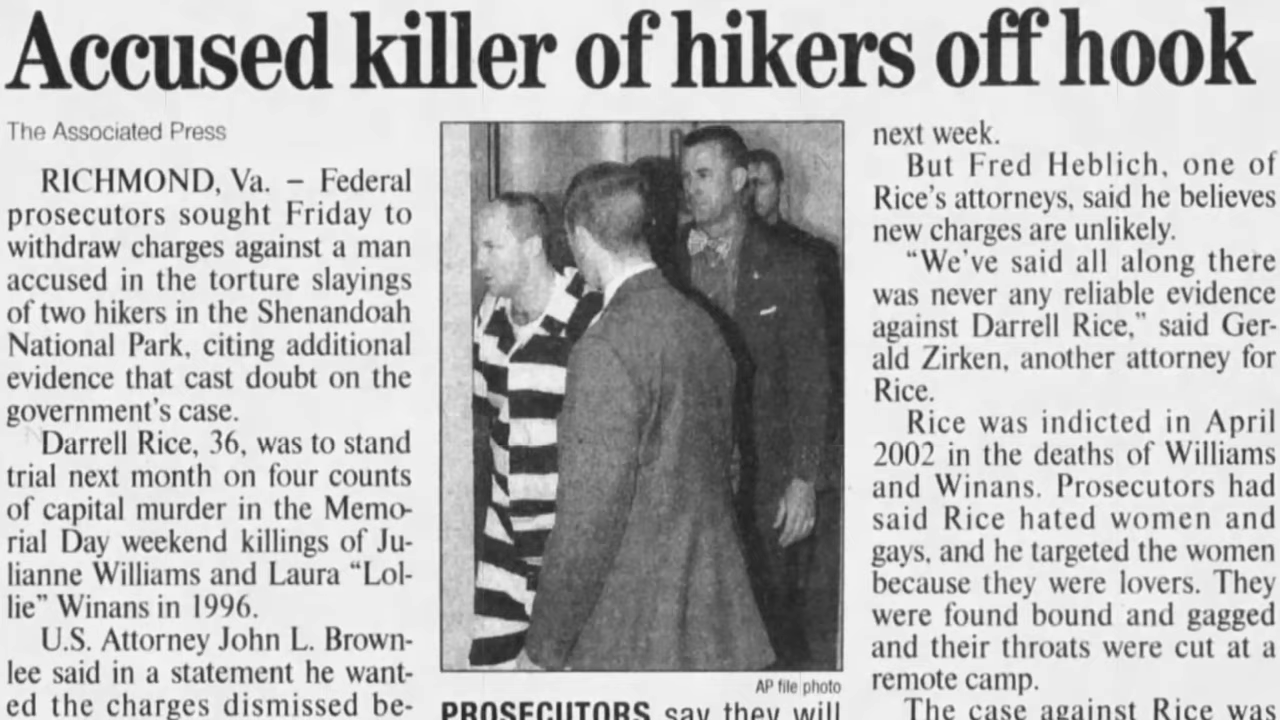 Accused killer of hikers off hook
The Associated Press
RICHMOND, Va. – Federal
prosecutors sought Friday to
withdraw charges against a man
accused in the torture slayings
of two hikers in the Shenandoah
National Park, citing additional
evidence that cast doubt on the
government's case.
Darrell Rice, 36, was to stand
trial next month on four counts
of capital murder in the Memo-
rial Day weekend killings of Ju-
lianne Williams and Laura “Lol-
lie” Winans in 1996.
U.S. Attorney John L. Brown-
lee said in a statement he want-
ed the charges dismissed be-
AP file photo
PROSECUTORS say they will
next week.
But Fred Heblich, one of
Rice's attorneys, said he believes
new charges are unlikely.
“We've said all along there
was never any reliable evidence
against Darrell Rice,” said Ger-
ald Zirken, another attorney for
Rice.
Rice was indicted in April
2002 in the deaths of Williams
and Winans. Prosecutors had
said Rice hated women and
gays, and he targeted the women
because they were lovers. They
were found bound and gagged
and their throats were cut at a
remote camp.
The case against Rice was